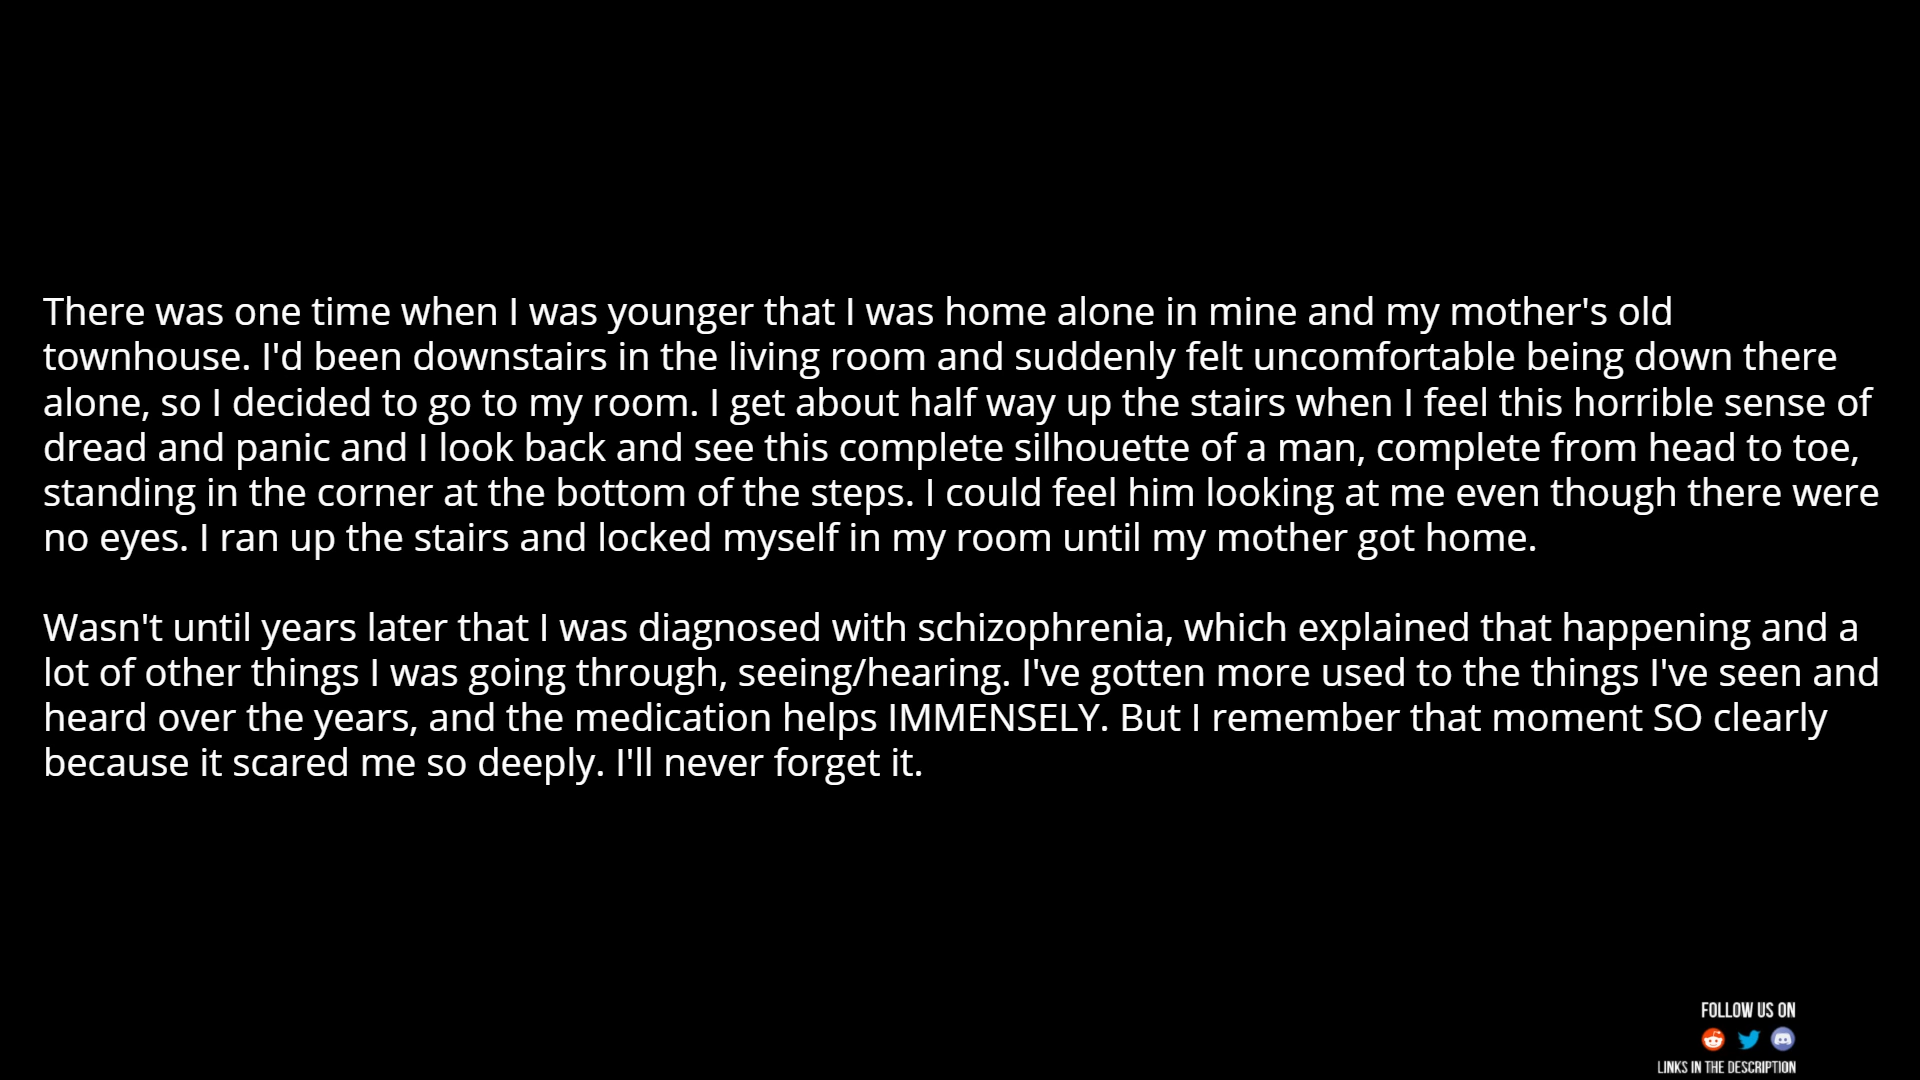 There was one time when I was younger that I was home alone in mine and my mother's old
townhouse. I'd been downstairs in the living room and suddenly felt uncomfortable being down there
alone, so I decided to go to my room. I get about half way up the stairs when I feel this horrible sense of
dread and panic and I look back and see this complete silhouette of a man, complete from head to toe,
standing in the corner at the bottom of the steps. I could feel him looking at me even though there were
no eyes. I ran up the stairs and locked myself in my room until my mother got home.
Wasn't until years later that I was diagnosed with schizophrenia, which explained that happening and a
lot of other things I was going through, seeing/hearing. I've gotten more used to the things I've seen and
heard over the years, and the medication helps IMMENSELY. But I remember that moment SO clearly
because it scared me so deeply. I'll never forget it.
FOLLOW US ON
LINKS IN THE DESCRIPTION